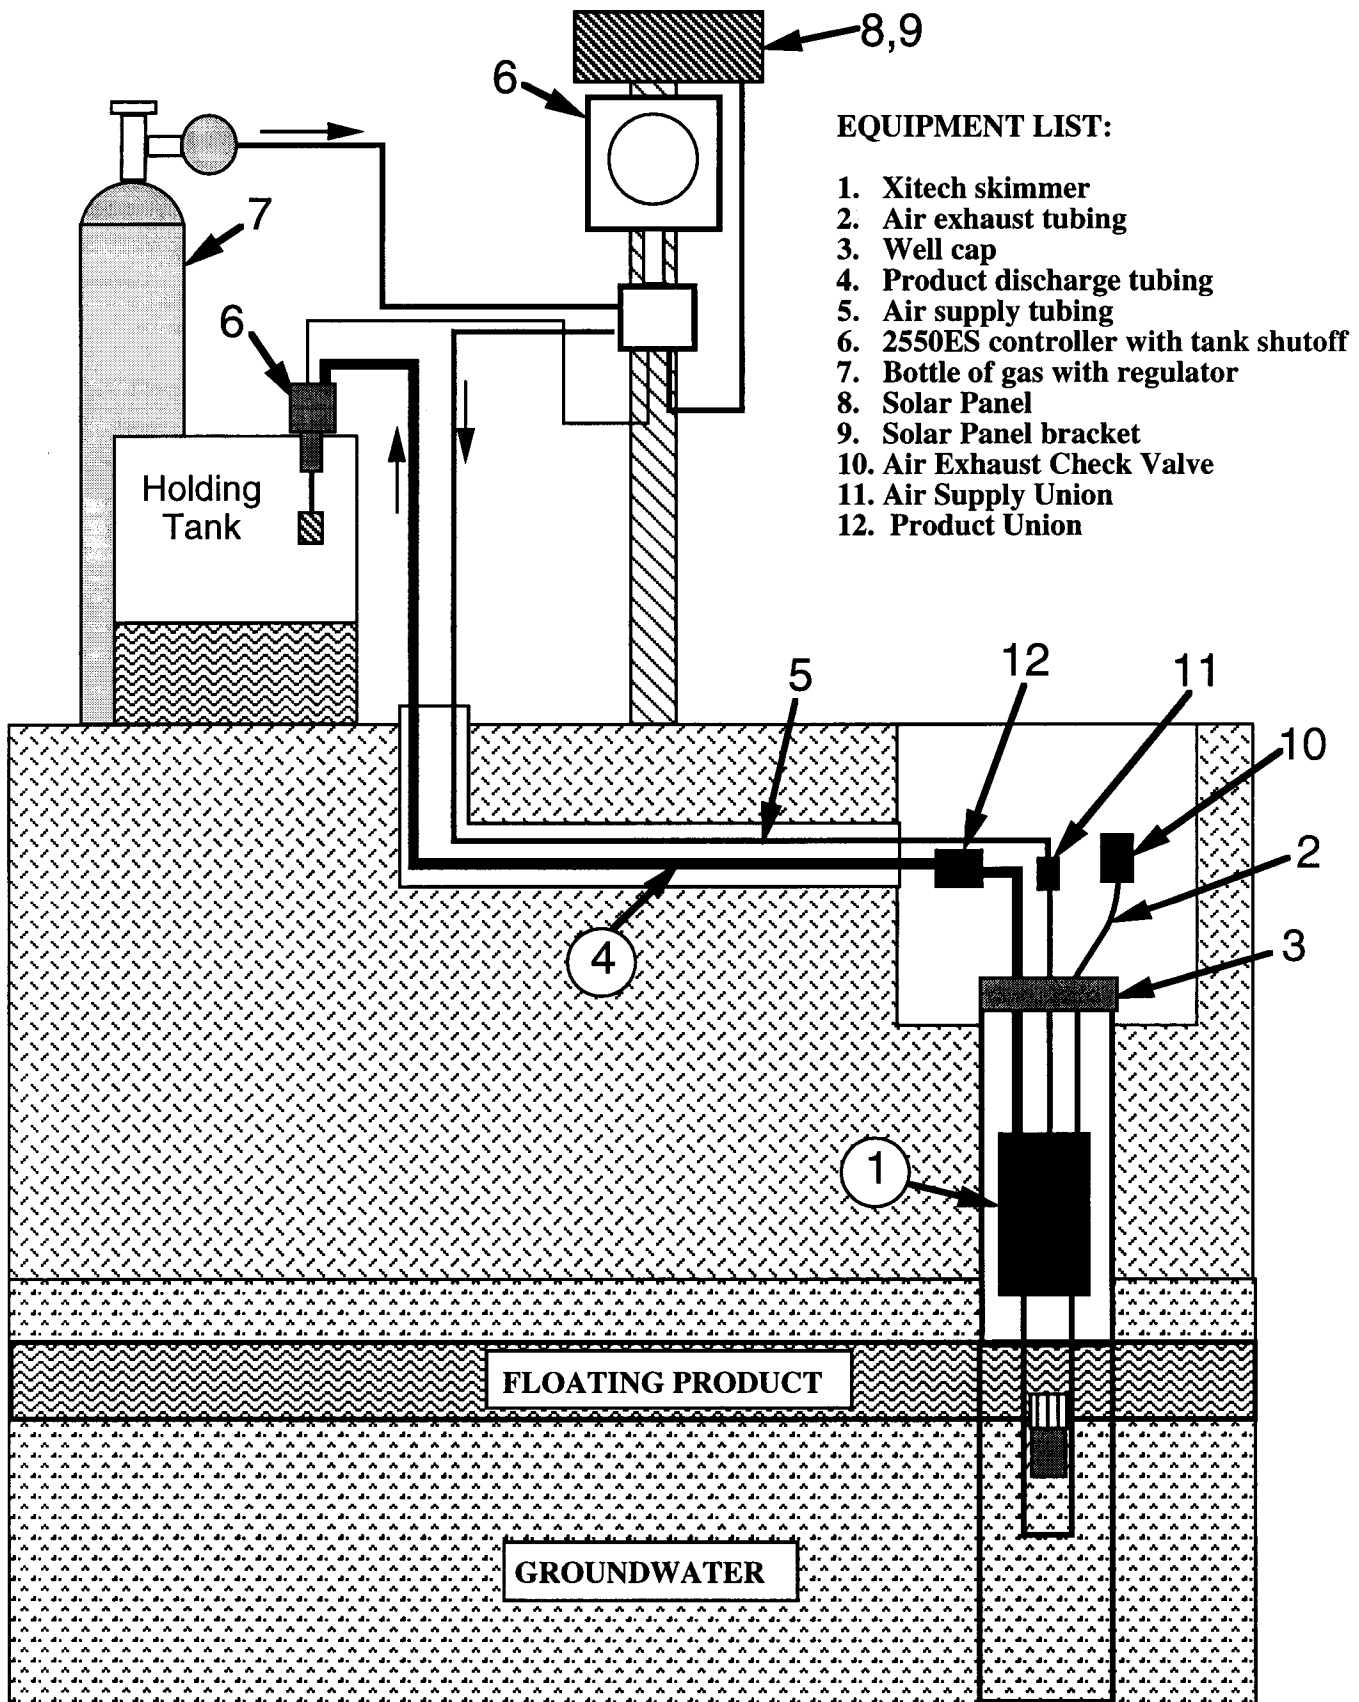 8,9
6
EQUIPMENT LIST:
1. Xitech skimmer
2. Air exhaust tubing
3. Well cap
4. Product discharge tubing
5. Air supply tubing
6. 2550ES controller with tank shutoff
7. Bottle of gas with regulator
8. Solar Panel
9. Solar Panel bracket
10. Air Exhaust Check Valve
11. Air Supply Union
12. Product Union
7
6
Holding
Tank
5
12
11
10
2
4
3
1
FLOATING PRODUCT
GROUNDWATER